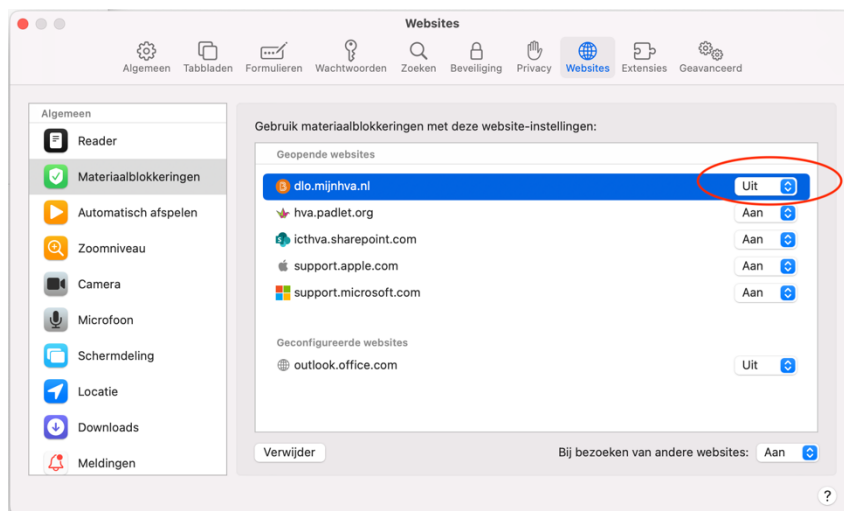 Websites
Algemeen Tabbladen Formulieren Wachtwoorden Zoeken Beveiliging Privacy Websites Extensies Geavanceerd
Algemeen
Reader
Materiaalblokkeringen
Automatisch afspelen
Zoomniveau
Camera
Microfoon
Schermdeling
Locatie
Downloads
Meldingen
Gebruik materiaalblokkeringen met deze website-instellingen:
Geopende websites
dlo.mijnhva.nl Uit
hva.padlet.org Aan
icthva.sharepoint.com Aan
support.apple.com Aan
support.microsoft.com Aan
Geconfigureerde websites
outlook.office.com Uit
Verwijder Bij bezoeken van andere websites: Aan
?